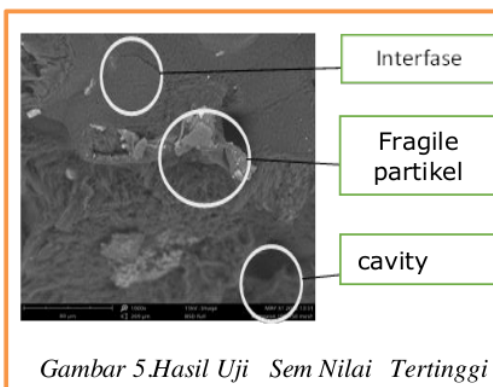 Interfase
Fragile
partikel
cavity
Gambar 5.Hasil Uji Sem Nilai Tertinggi